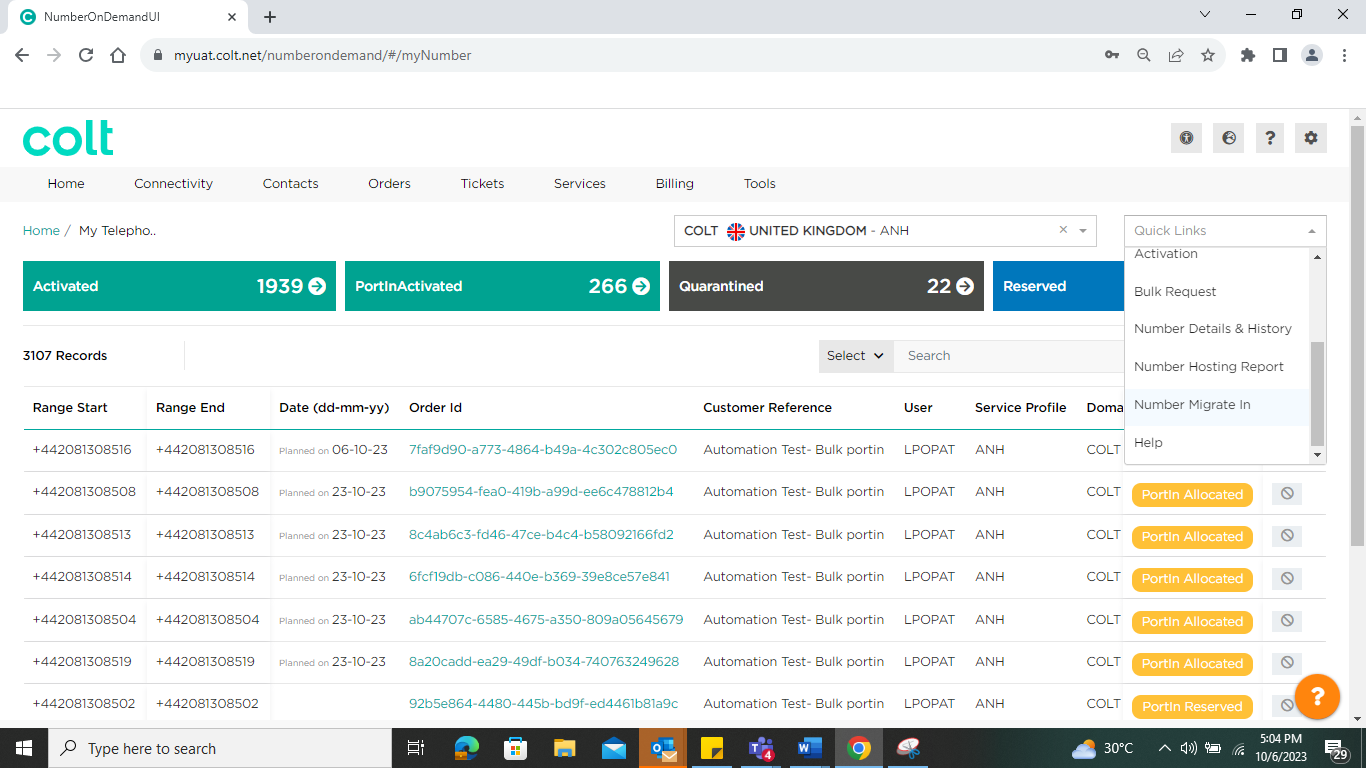 NumberOnDemandUI
myuat.colt.net/numberondemand/#/myNumber
colt
?
Home Connectivity Contacts Orders Tickets Services Billing Tools
Home / My Telepho..
COLT UNITED KINGDOM - ANH
Quick Links
Activation
Bulk Request
Number Details & History
Number Hosting Report
Number Migrate In
Help
Activated 1939
PortInActivated 266
Quarantined 22
Reserved
3107 Records
Select
Search
Range Start Range End Date (dd-mm-yy) Order Id Customer Reference User Service Profile Doma
+442081308516 +442081308516 Planned on 06-10-23 7faf9d90-a773-4864-b49a-4c302c805ec0 Automation Test- Bulk portin LPOPAT ANH COLT
+442081308508 +442081308508 Planned on 23-10-23 b9075954-fea0-419b-a99d-ee6c478812b4 Automation Test- Bulk portin LPOPAT ANH COLT PortIn Allocated
+442081308513 +442081308513 Planned on 23-10-23 8c4ab6c3-fd46-47ce-b4c4-b58092166fd2 Automation Test- Bulk portin LPOPAT ANH COLT PortIn Allocated
+442081308514 +442081308514 Planned on 23-10-23 6fcf19db-c086-440e-b369-39e8ce57e841 Automation Test- Bulk portin LPOPAT ANH COLT PortIn Allocated
+442081308504 +442081308504 Planned on 23-10-23 ab44707c-6585-4675-a350-809a05645679 Automation Test- Bulk portin LPOPAT ANH COLT PortIn Allocated
+442081308519 +442081308519 Planned on 23-10-23 8a20cadd-ea29-49df-b034-740763249628 Automation Test- Bulk portin LPOPAT ANH COLT PortIn Allocated
+442081308502 +442081308502 92b5e864-4480-445b-bd9f-ed4461b81a9c Automation Test- Bulk portin LPOPAT ANH COLT PortIn Reserved
?
Type here to search
4
30°C
5:04 PM
10/6/2023
29